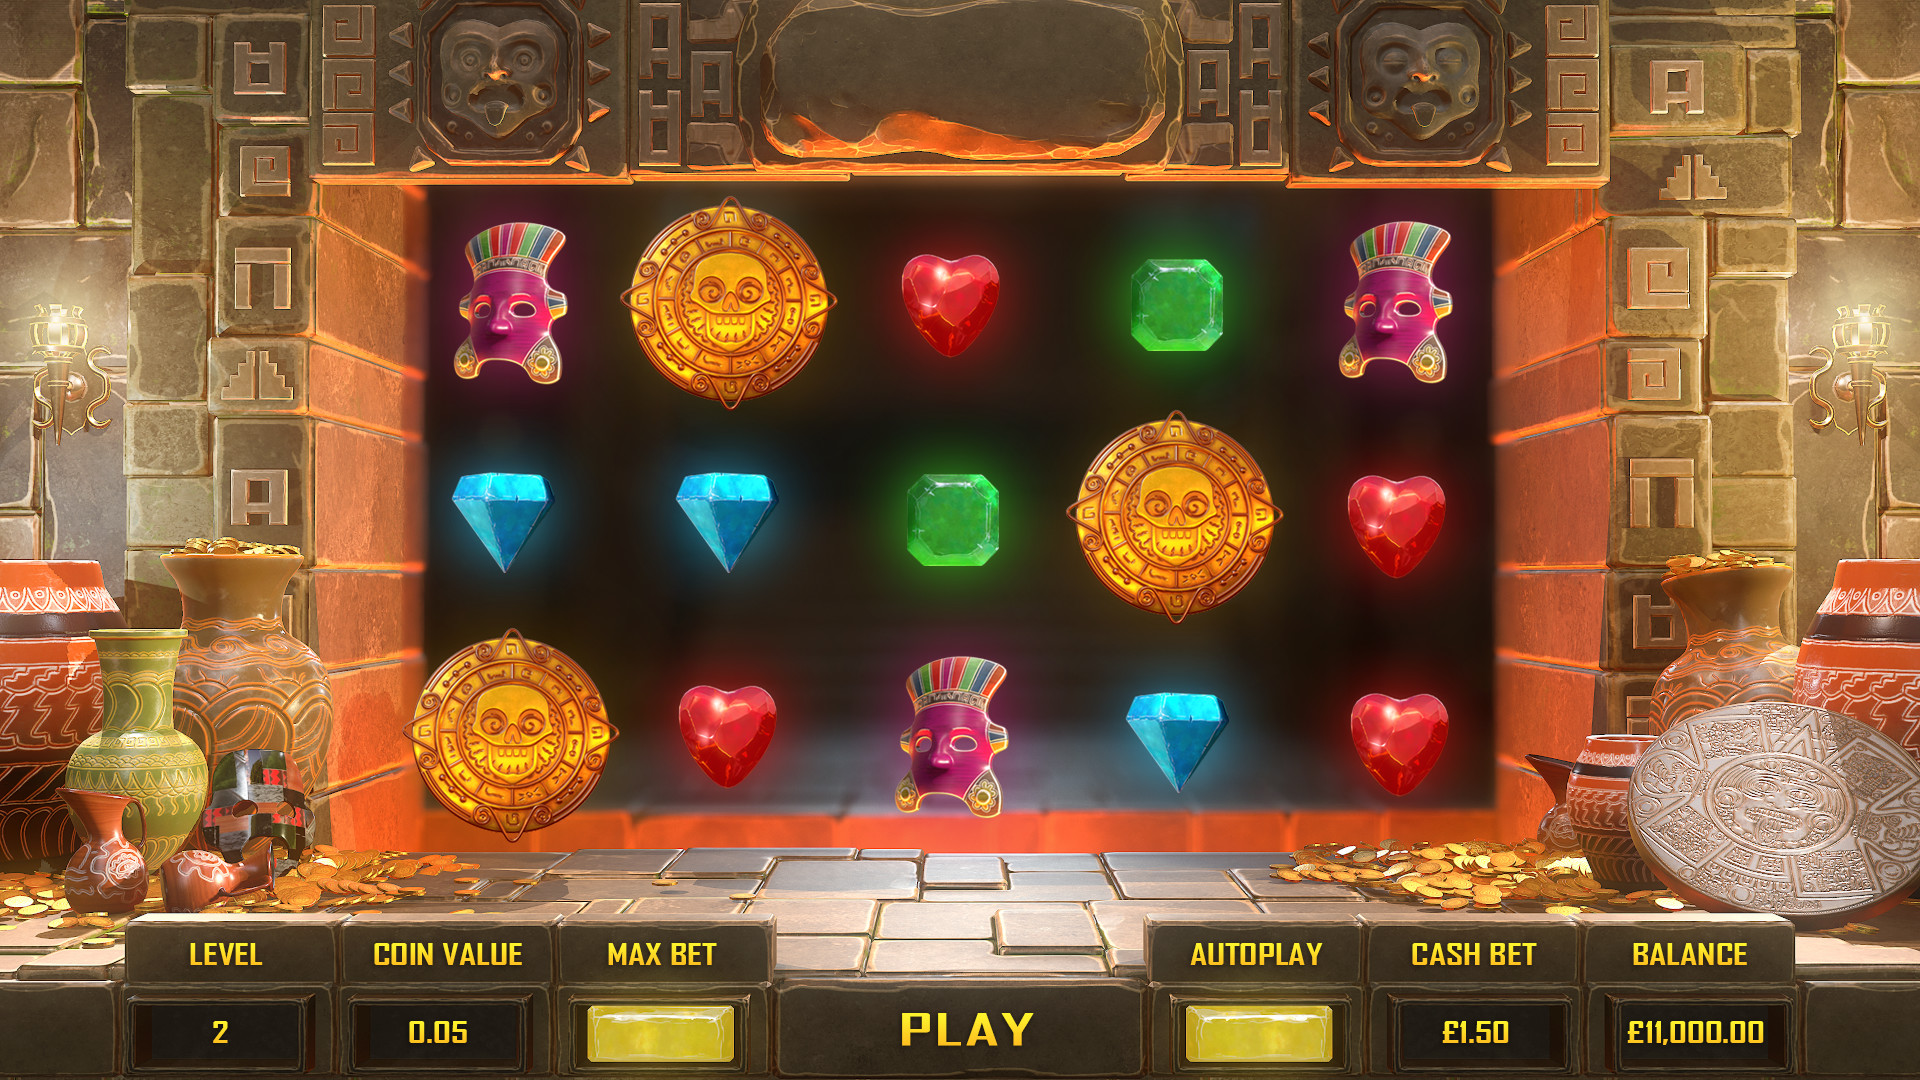 LEVEL
COIN VALUE
MAX BET
AUTOPLAY
CASH BET
BALANCE
2
0.05
PLAY
£1.50
£11,000.00